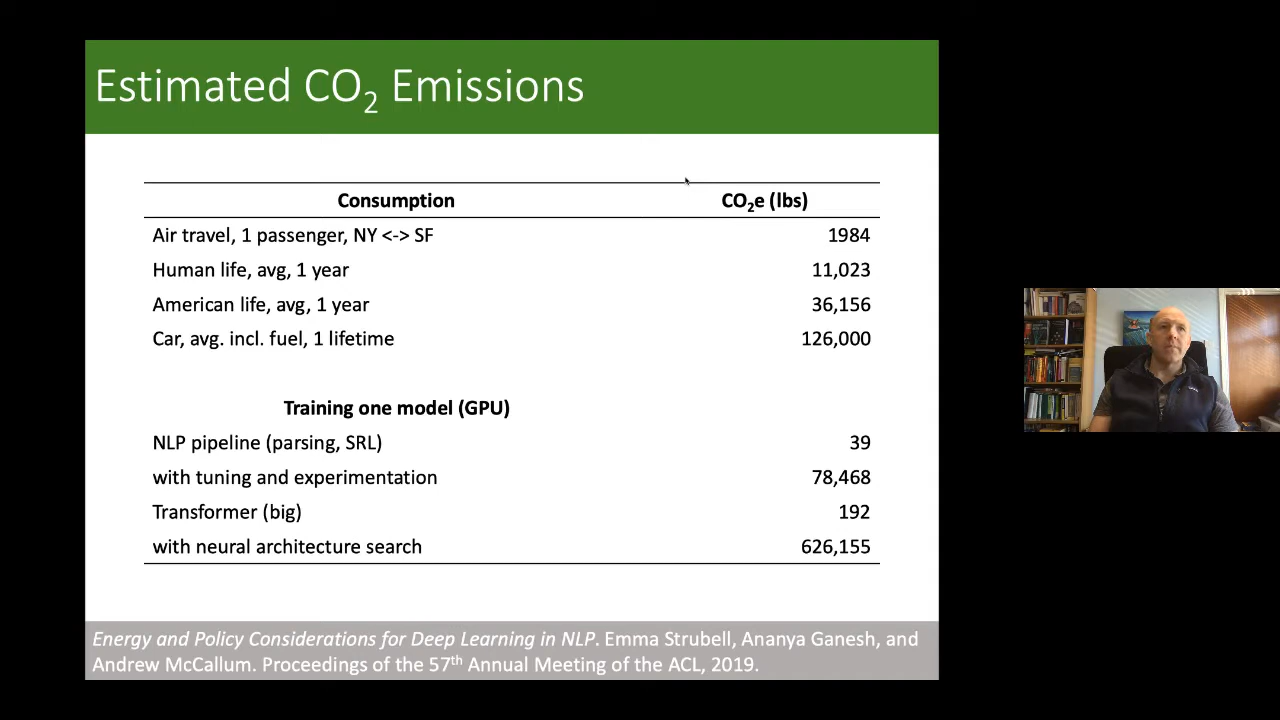 Estimated CO₂ Emissions
Consumption CO₂e (lbs)
Air travel, 1 passenger, NY <-> SF 1984
Human life, avg, 1 year 11,023
American life, avg, 1 year 36,156
Car, avg. incl. fuel, 1 lifetime 126,000
Training one model (GPU)
NLP pipeline (parsing, SRL) 39
with tuning and experimentation 78,468
Transformer (big) 192
with neural architecture search 626,155
Energy and Policy Considerations for Deep Learning in NLP. Emma Strubell, Ananya Ganesh, and
Andrew McCallum. Proceedings of the 57th Annual Meeting of the ACL, 2019.